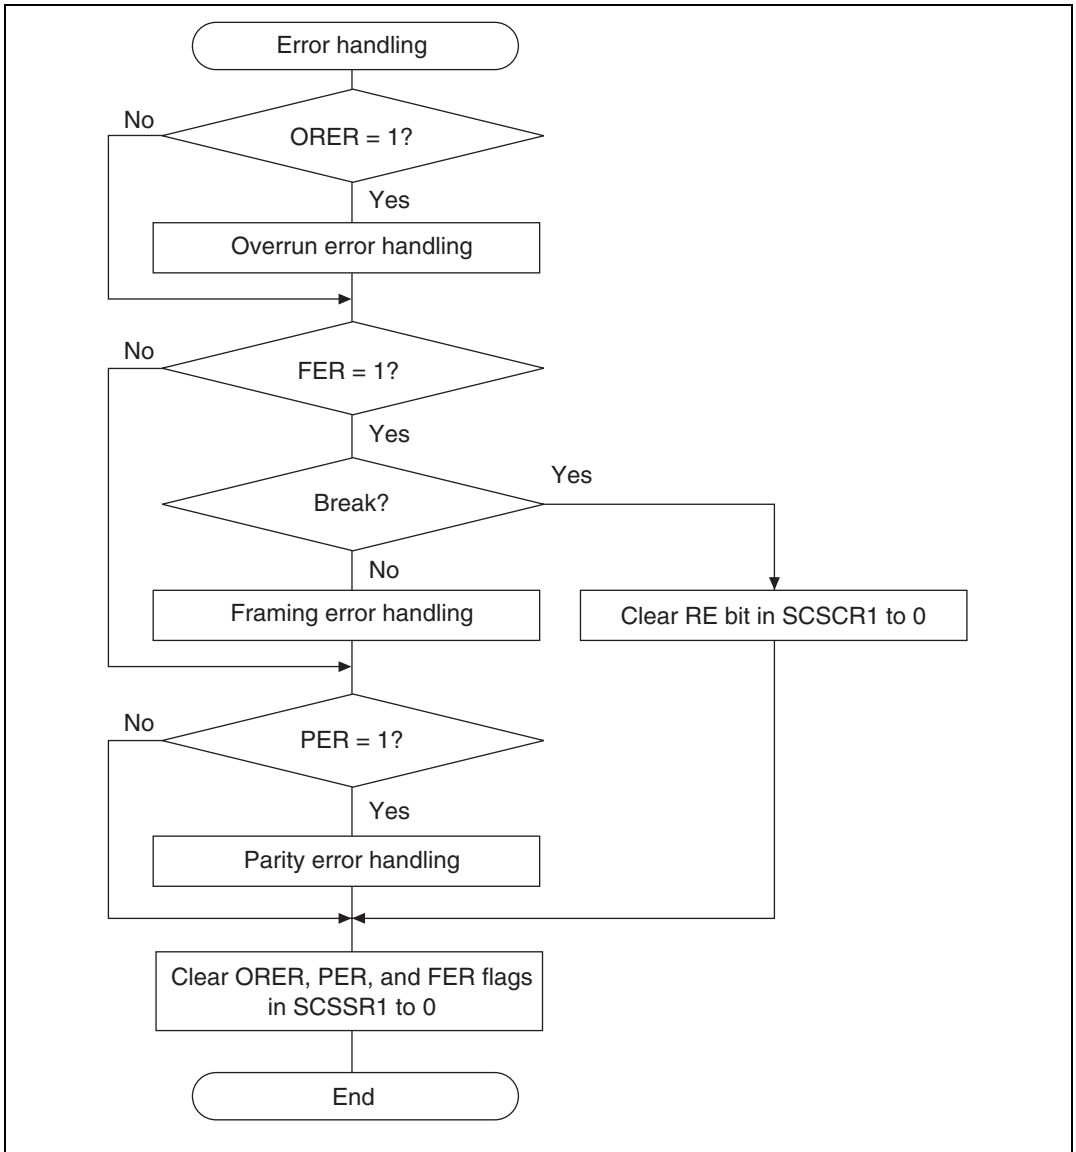 Error handling
No
ORER = 1?
Yes
Overrun error handling
No
FER = 1?
Yes
Break?
Yes
No
Framing error handling
Clear RE bit in SCSCR1 to 0
No
PER = 1?
Yes
Parity error handling
Clear ORER, PER, and FER flags
in SCSSR1 to 0
End